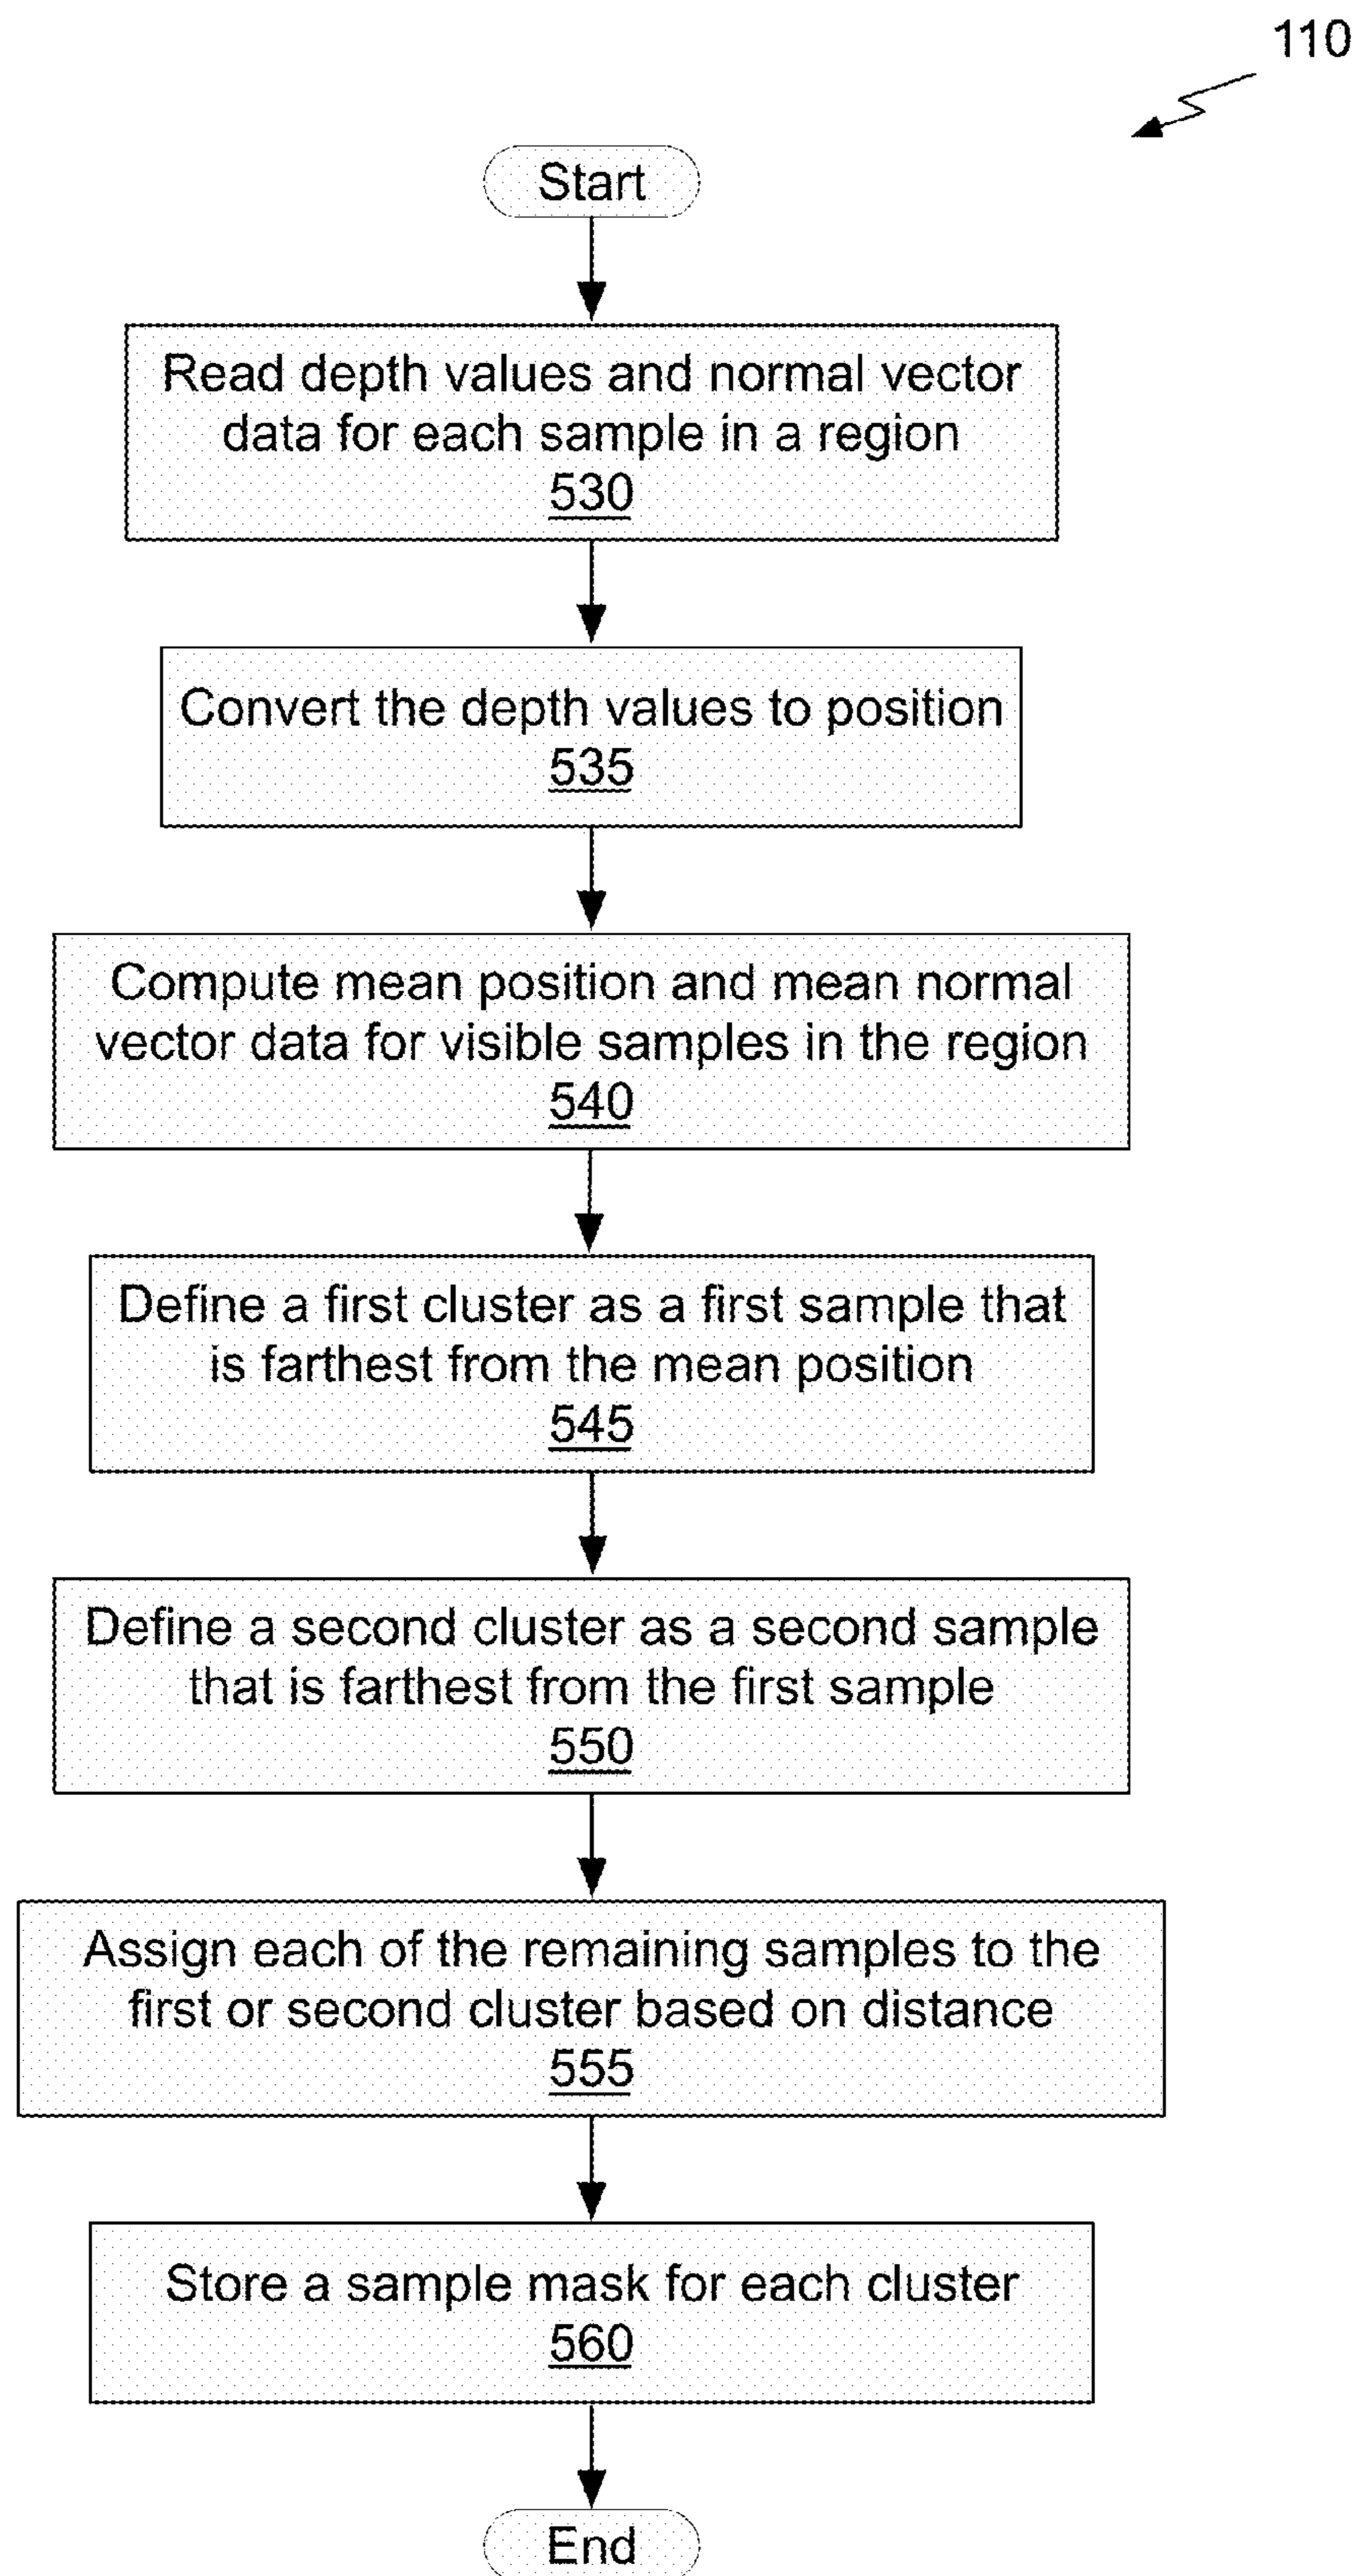 110
Start
Read depth values and normal vector
data for each sample in a region
530
Convert the depth values to position
535
Compute mean position and mean normal
vector data for visible samples in the region
540
Define a first cluster as a first sample that
is farthest from the mean position
545
Define a second cluster as a second sample
that is farthest from the first sample
550
Assign each of the remaining samples to the
first or second cluster based on distance
555
Store a sample mask for each cluster
560
End